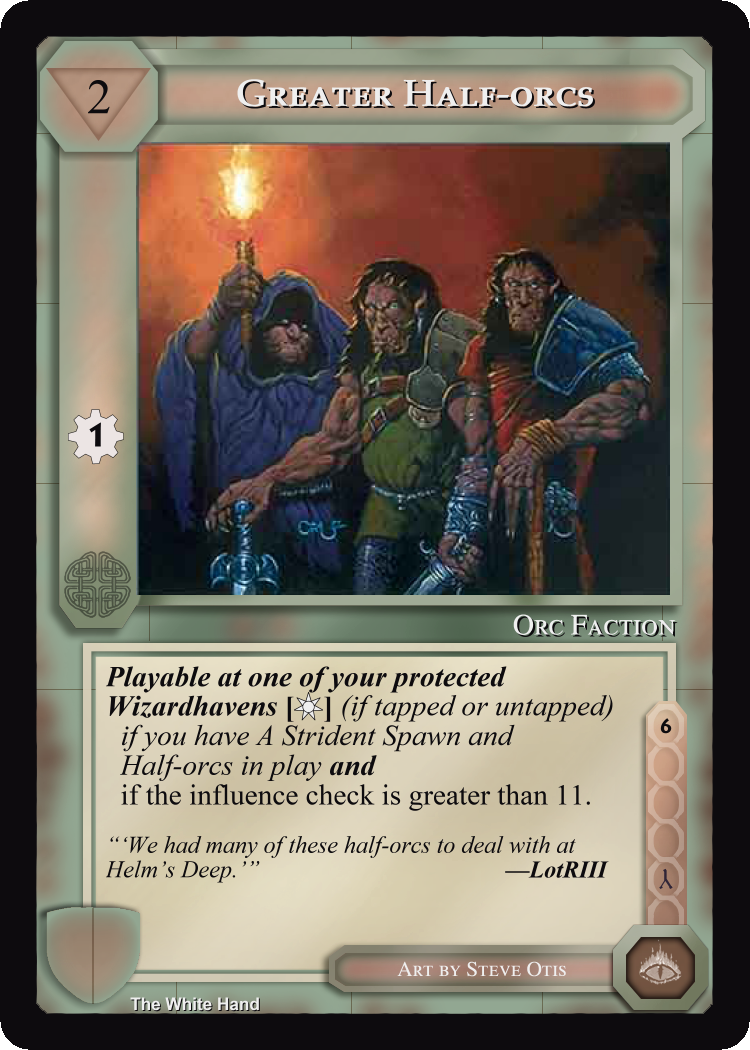 2
Greater Half-orcs
1
Orc Faction
Playable at one of your protected
Wizardhavens [] (if tapped or untapped)
if you have A Strident Spawn and
Half-orcs in play and
if the influence check is greater than 11.
6
“‘We had many of these half-orcs to deal with at
Helm’s Deep.’” —LotRIII
Art by Steve Otis
The White Hand